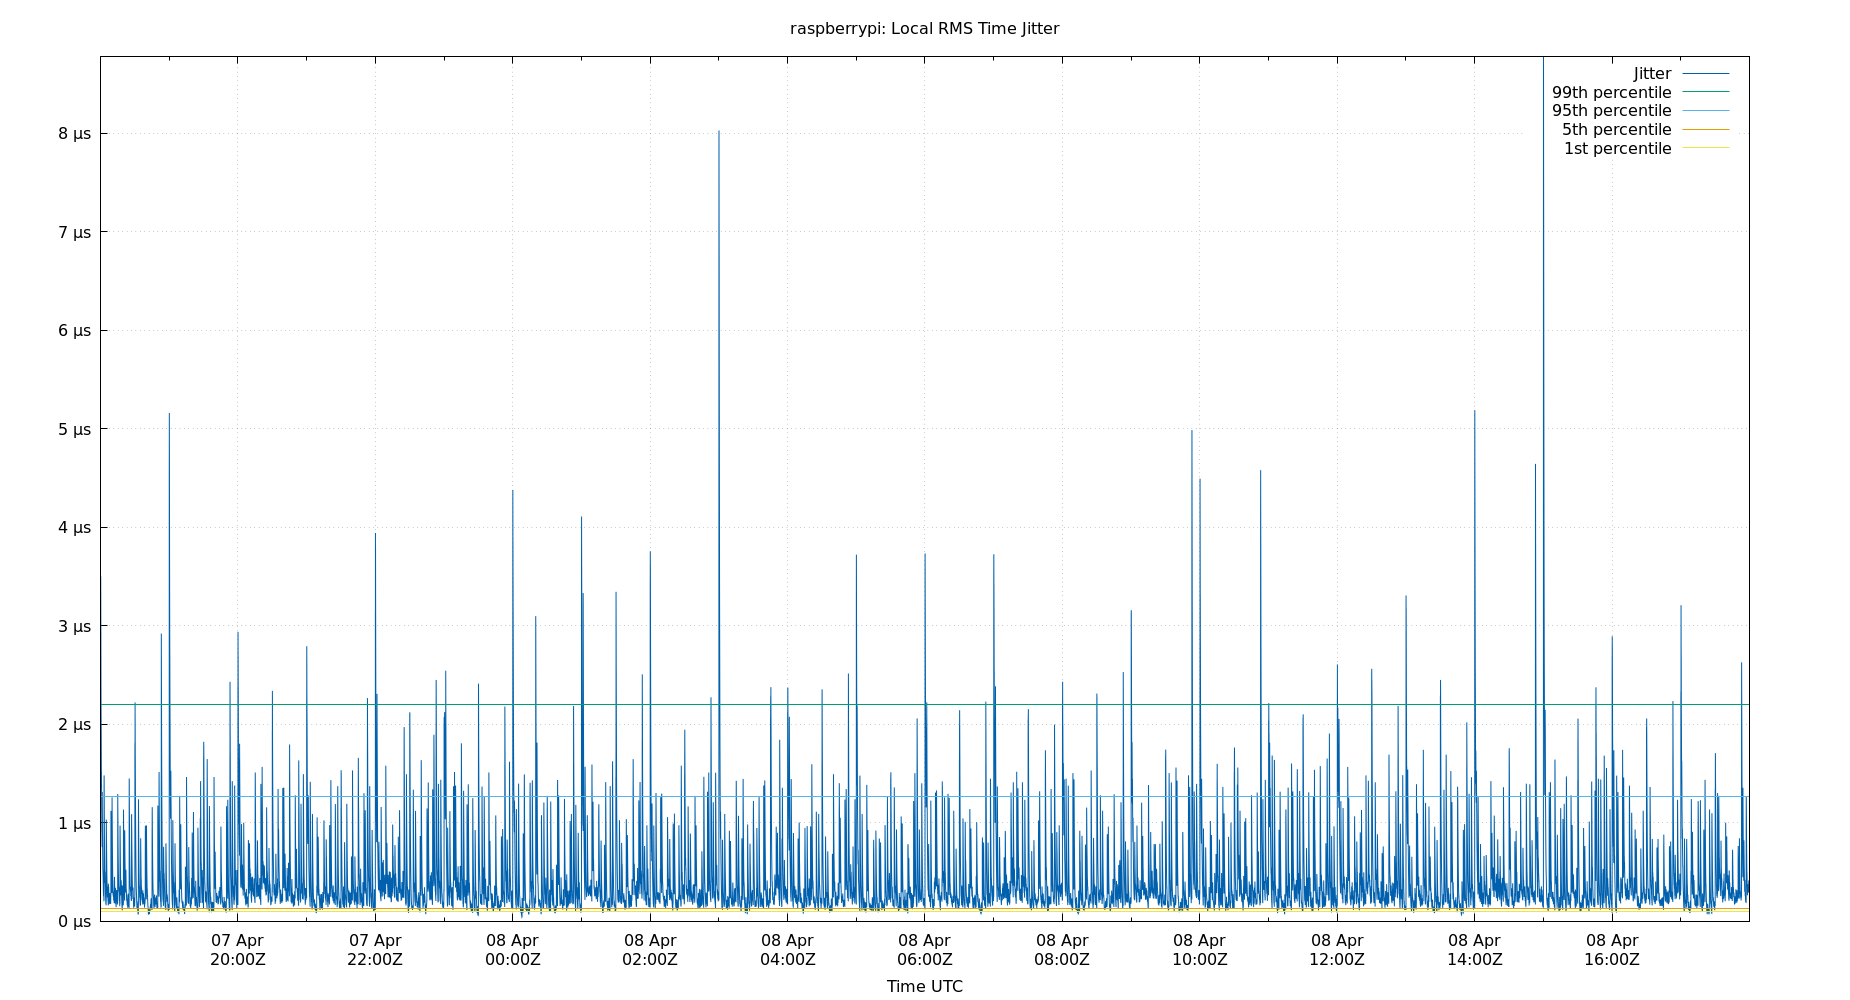 raspberrypi: Local RMS Time Jitter
Jitter
99th percentile
95th percentile
5th percentile
1st percentile
8 µs
7 µs
6 µs
5 µs
4 µs
3 µs
2 µs
1 µs
0 µs
07 Apr 07 Apr 08 Apr 08 Apr 08 Apr 08 Apr 08 Apr 08 Apr 08 Apr 08 Apr 08 Apr
20:00Z 22:00Z 00:00Z 02:00Z 04:00Z 06:00Z 08:00Z 10:00Z 12:00Z 14:00Z 16:00Z
Time UTC